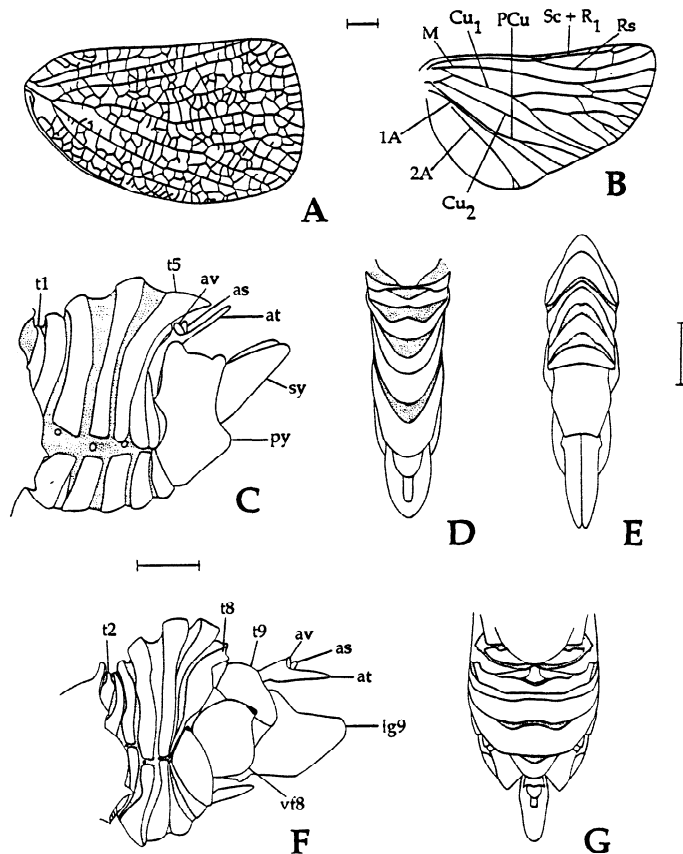 A
M
Cu1
PCu
Sc + R1
Rs
1A
2A
Cu2
B
t1
t5
av
as
at
sy
py
C
D
E
t2
t8
t9
av
as
at
lg9
vf8
F
G